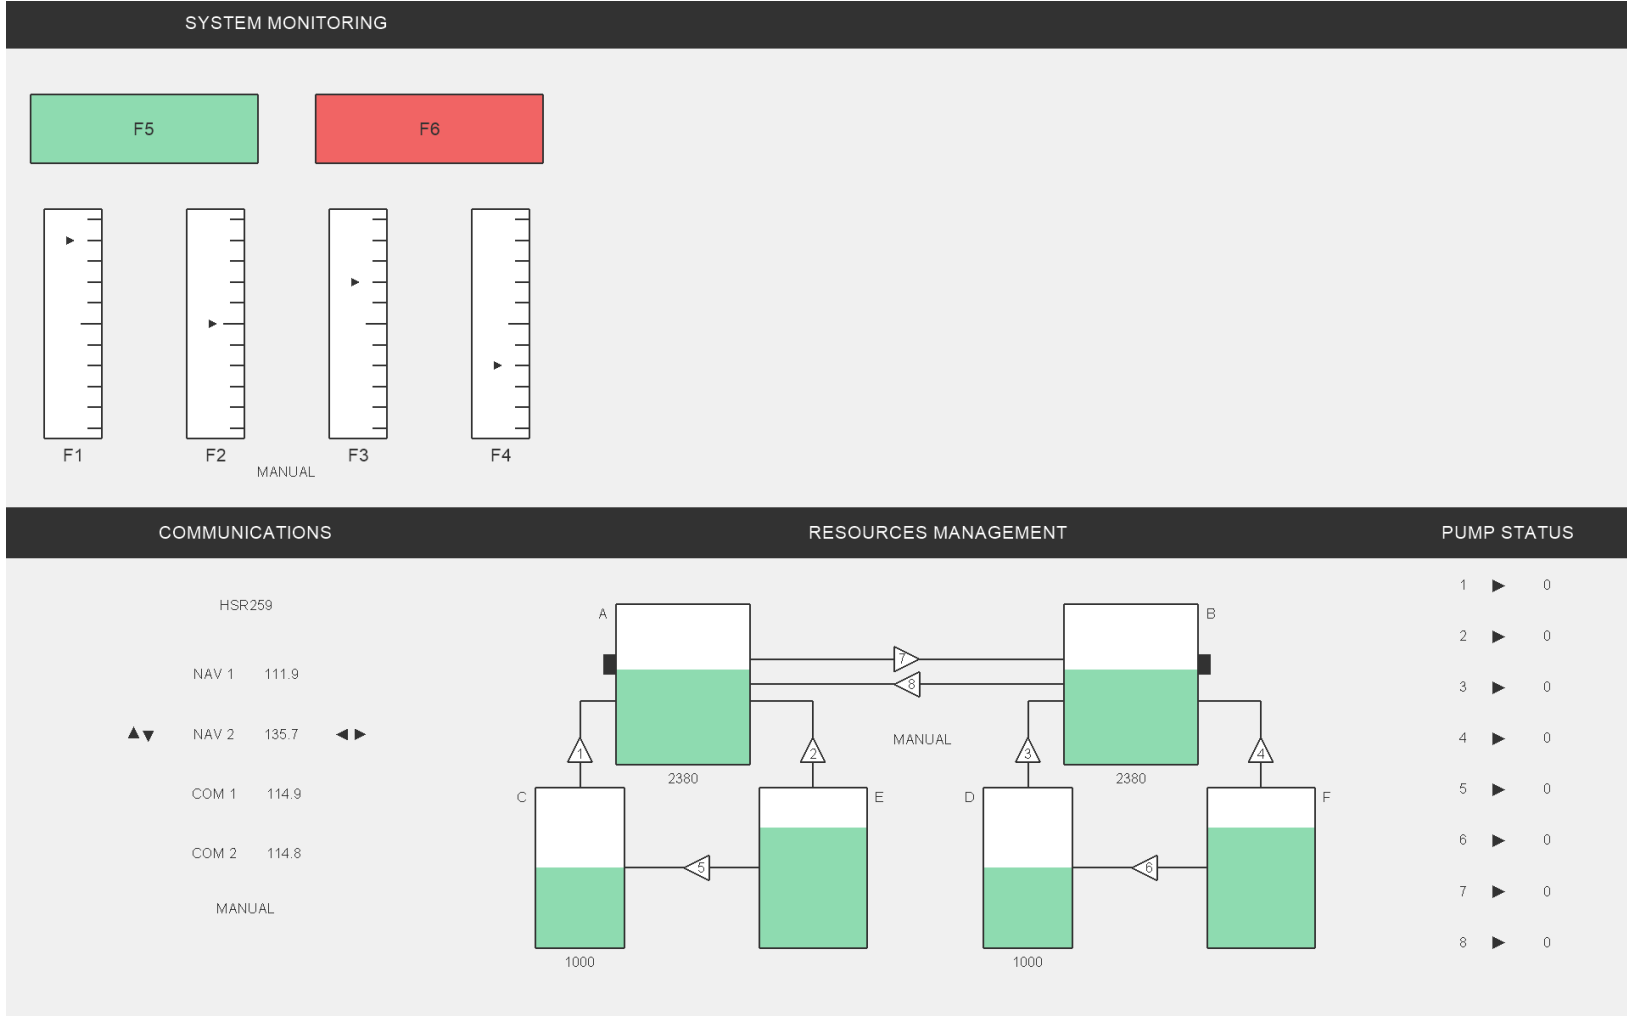 SYSTEM MONITORING
F5 F6
F1 F2 F3 F4
MANUAL
COMMUNICATIONS RESOURCES MANAGEMENT PUMP STATUS
HSR259
NAV 1 111.9
NAV 2 135.7
COM 1 114.9
COM 2 114.8
MANUAL
A B
7
8
MANUAL
1 2 3 4
2380 2380
C E D F
5 6
1000 1000
1 0
2 0
3 0
4 0
5 0
6 0
7 0
8 0